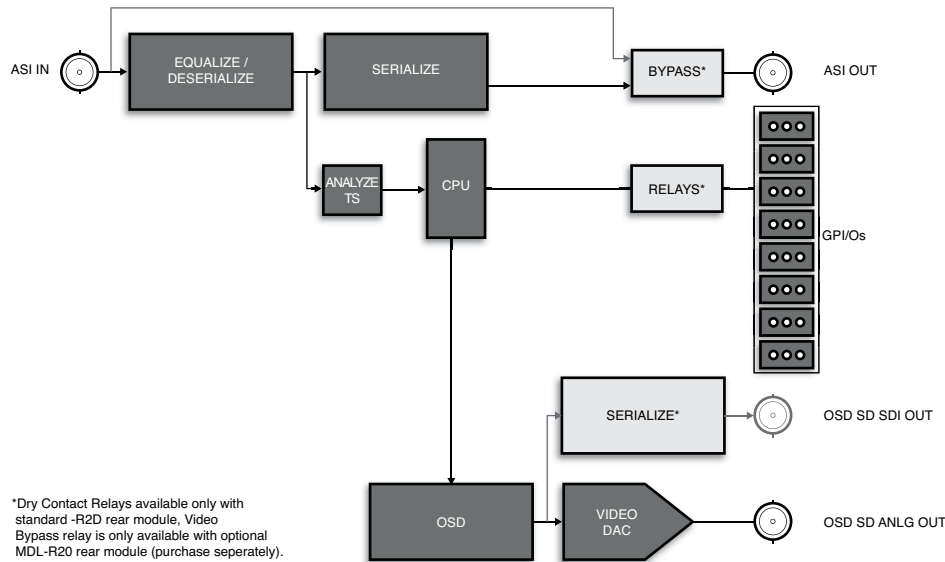 ASI IN
EQUALIZE /
DESERIALIZE
SERIALIZE
BYPASS*
ASI OUT
ANALYZE
TS
CPU
RELAYS*
GPI/Os
SERIALIZE*
OSD SD SDI OUT
OSD
VIDEO
DAC
OSD SD ANLG OUT
*Dry Contact Relays available only with
standard -R2D rear module, Video
Bypass relay is only available with optional
MDL-R20 rear module (purchase seperately).